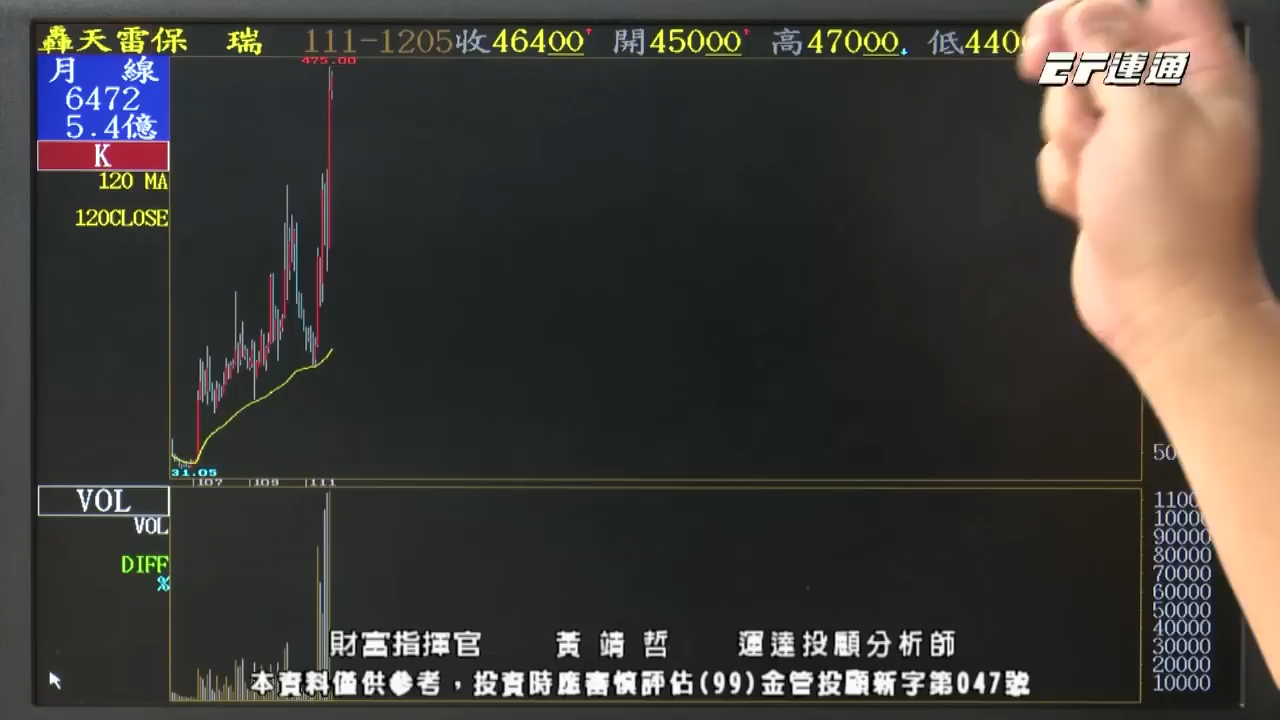 轟天雷保 瑞 111-1205收46400 開45000 高47000 低440
EF運通
月 線
6472
5.4億
K
120 MA
120CLOSE
475.00
31.05
107 109 111
50
VOL
VOL
DIFF
%
1100
10000
90000
80000
70000
60000
50000
40000
30000
20000
10000
財富指揮官 黃靖哲 運達投顧分析師
本資料僅供參考，投資時應審慎評估(99)金管投顧新字第047號